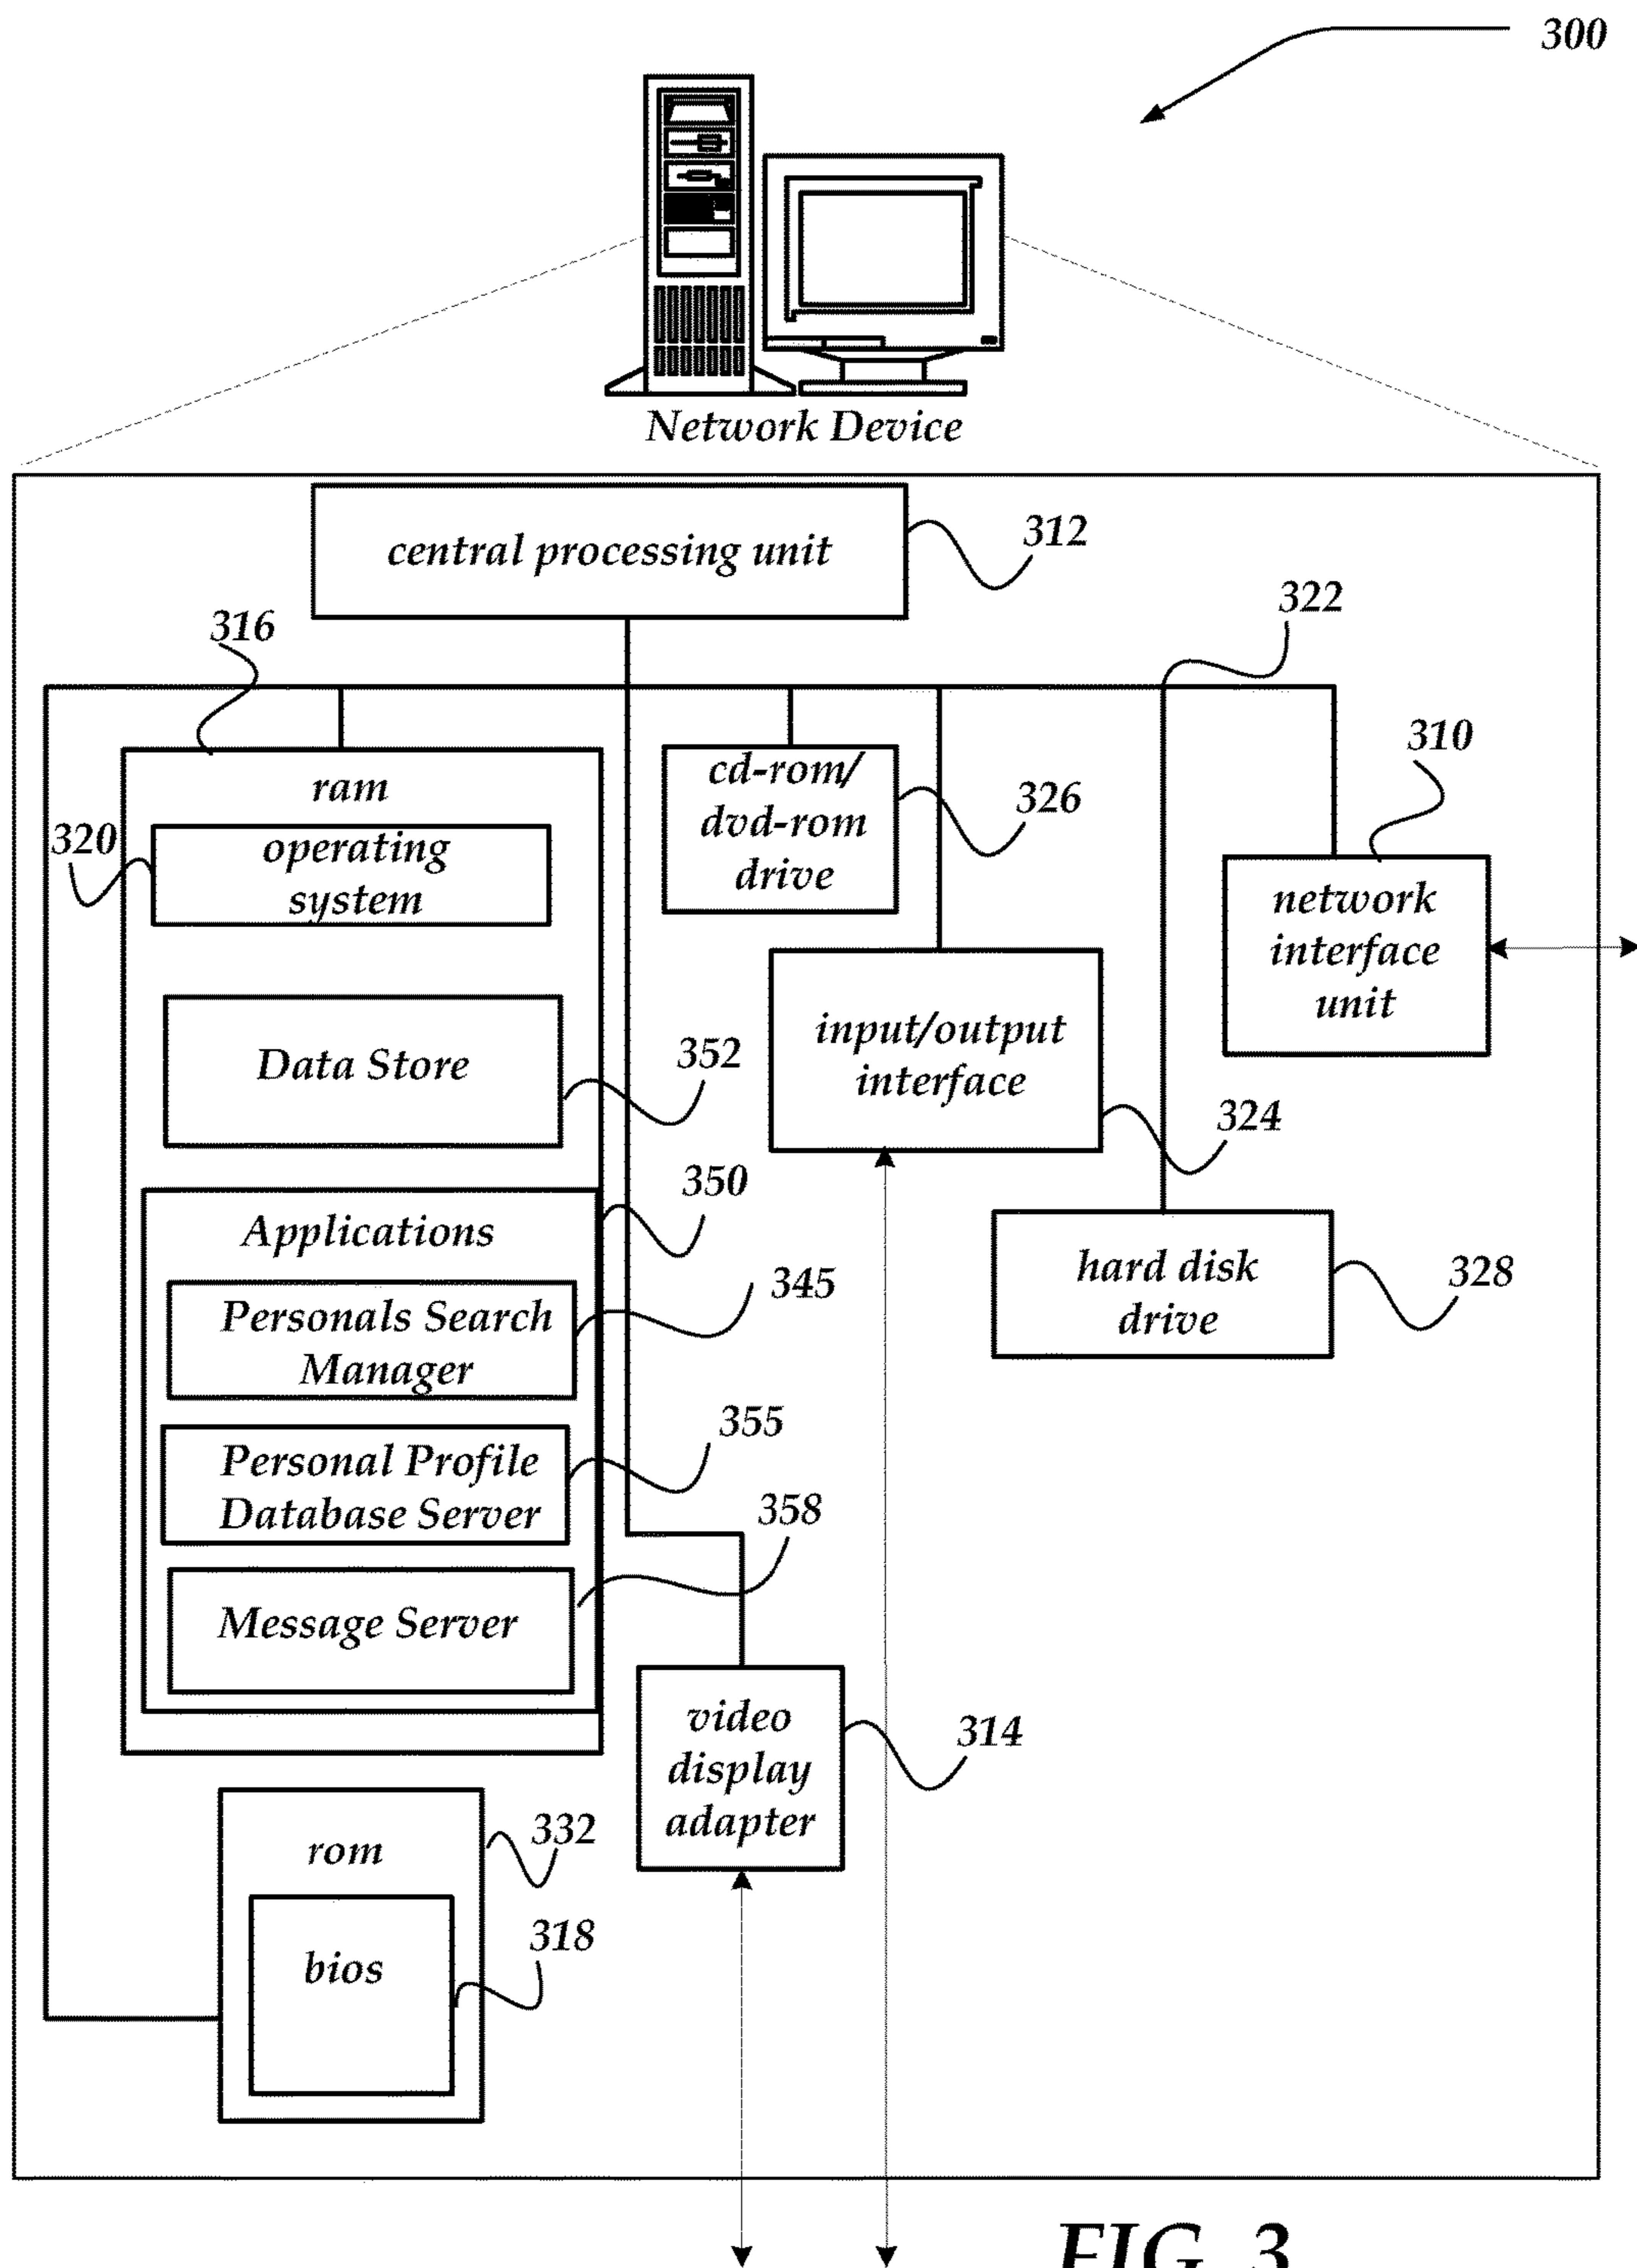 300
Network Device
central processing unit
312
322
316
310
ram
cd-rom/
dvd-rom
drive
326
320
operating
system
network
interface
unit
input/output
interface
Data Store
352
324
350
Applications
hard disk
drive
328
345
Personals Search
Manager
355
Personal Profile
Database Server
358
Message Server
video
display
adapter
314
rom
332
bios
318
FIG. 3